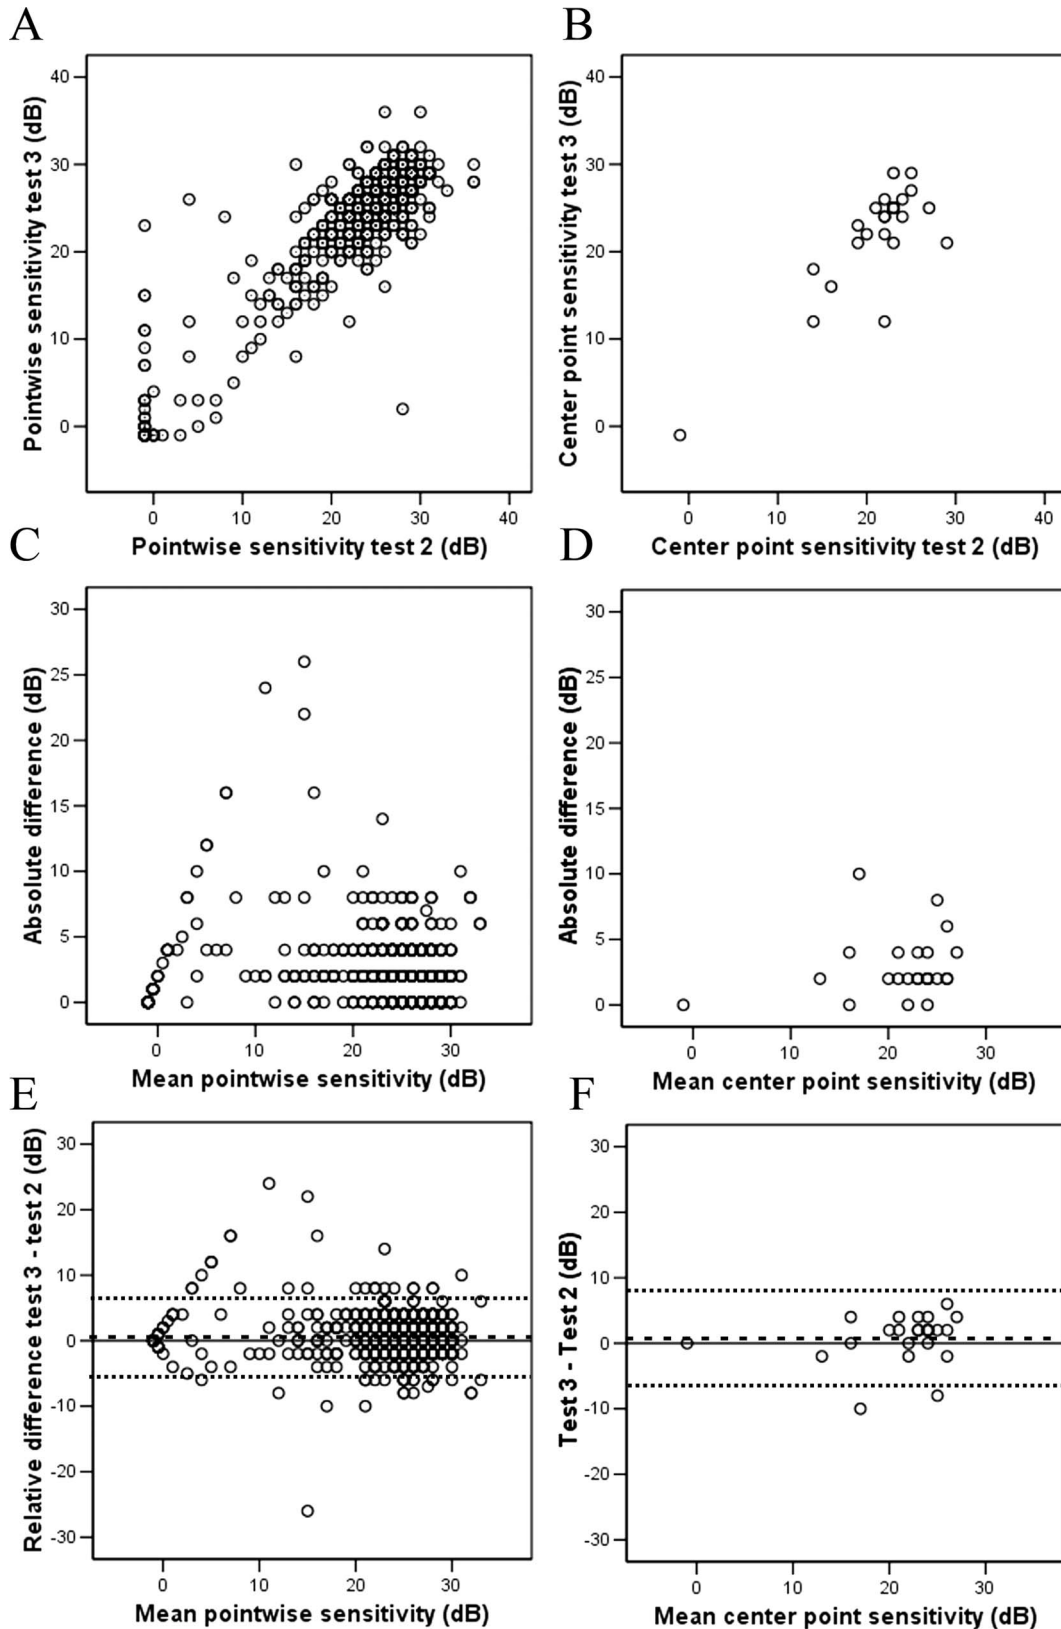 A
B
40
30
20
10
0
Pointwise sensitivity test 3 (dB)
0 10 20 30 40
Pointwise sensitivity test 2 (dB)
40
30
20
10
0
Center point sensitivity test 3 (dB)
0 10 20 30 40
Center point sensitivity test 2 (dB)
C
D
30
25
20
15
10
5
0
Absolute difference (dB)
0 10 20 30
Mean pointwise sensitivity (dB)
30
25
20
15
10
5
0
Absolute difference (dB)
0 10 20 30
Mean center point sensitivity (dB)
E
F
30
20
10
0
-10
-20
-30
Relative difference test 3 - test 2 (dB)
0 10 20 30
Mean pointwise sensitivity (dB)
30
20
10
0
-10
-20
-30
Test 3 - Test 2 (dB)
0 10 20 30
Mean center point sensitivity (dB)